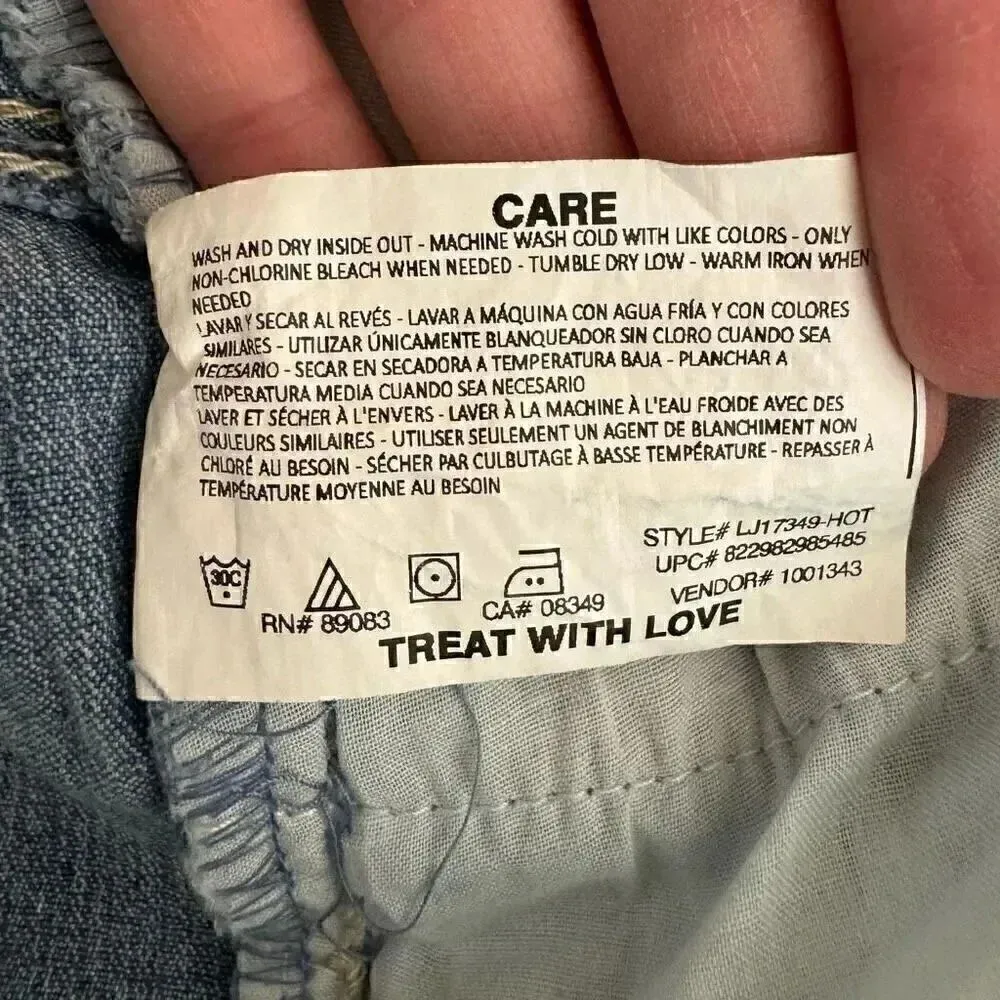 CARE
WASH AND DRY INSIDE OUT - MACHINE WASH COLD WITH LIKE COLORS - ONLY
NON-CHLORINE BLEACH WHEN NEEDED - TUMBLE DRY LOW - WARM IRON WHEN
NEEDED
LAVAR Y SECAR AL REVÉS - LAVAR A MÁQUINA CON AGUA FRÍA Y CON COLORES
SIMILARES - UTILIZAR ÚNICAMENTE BLANQUEADOR SIN CLORO CUANDO SEA
NECESARIO - SECAR EN SECADORA A TEMPERATURA BAJA - PLANCHAR A
TEMPERATURA MEDIA CUANDO SEA NECESARIO
LAVER ET SÉCHER À L'ENVERS - LAVER À LA MACHINE À L'EAU FROIDE AVEC DES
COULEURS SIMILAIRES - UTILISER SEULEMENT UN AGENT DE BLANCHIMENT NON
CHLORÉ AU BESOIN - SÉCHER PAR CULBUTAGE À BASSE TEMPÉRATURE - REPASSER À
TEMPÉRATURE MOYENNE AU BESOIN
STYLE# LJ17349-HOT
UPC# 822982985485
VENDOR# 1001343
30C
RN# 89083 CA# 08349
TREAT WITH LOVE